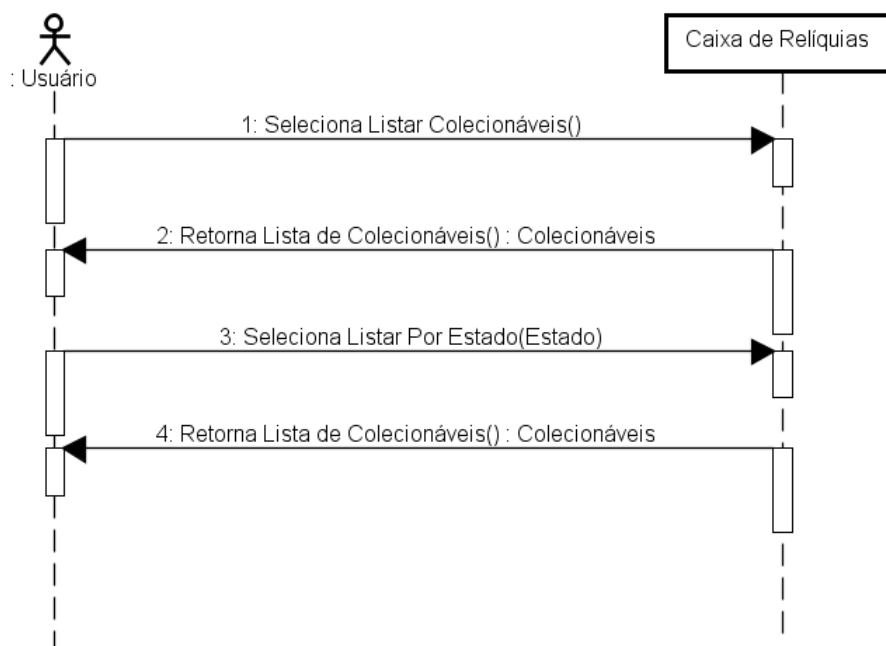 : Usuário
Caixa de Relíquias
1: Seleciona Listar Colecionáveis()
2: Retorna Lista de Colecionáveis() : Colecionáveis
3: Seleciona Listar Por Estado(Estado)
4: Retorna Lista de Colecionáveis() : Colecionáveis